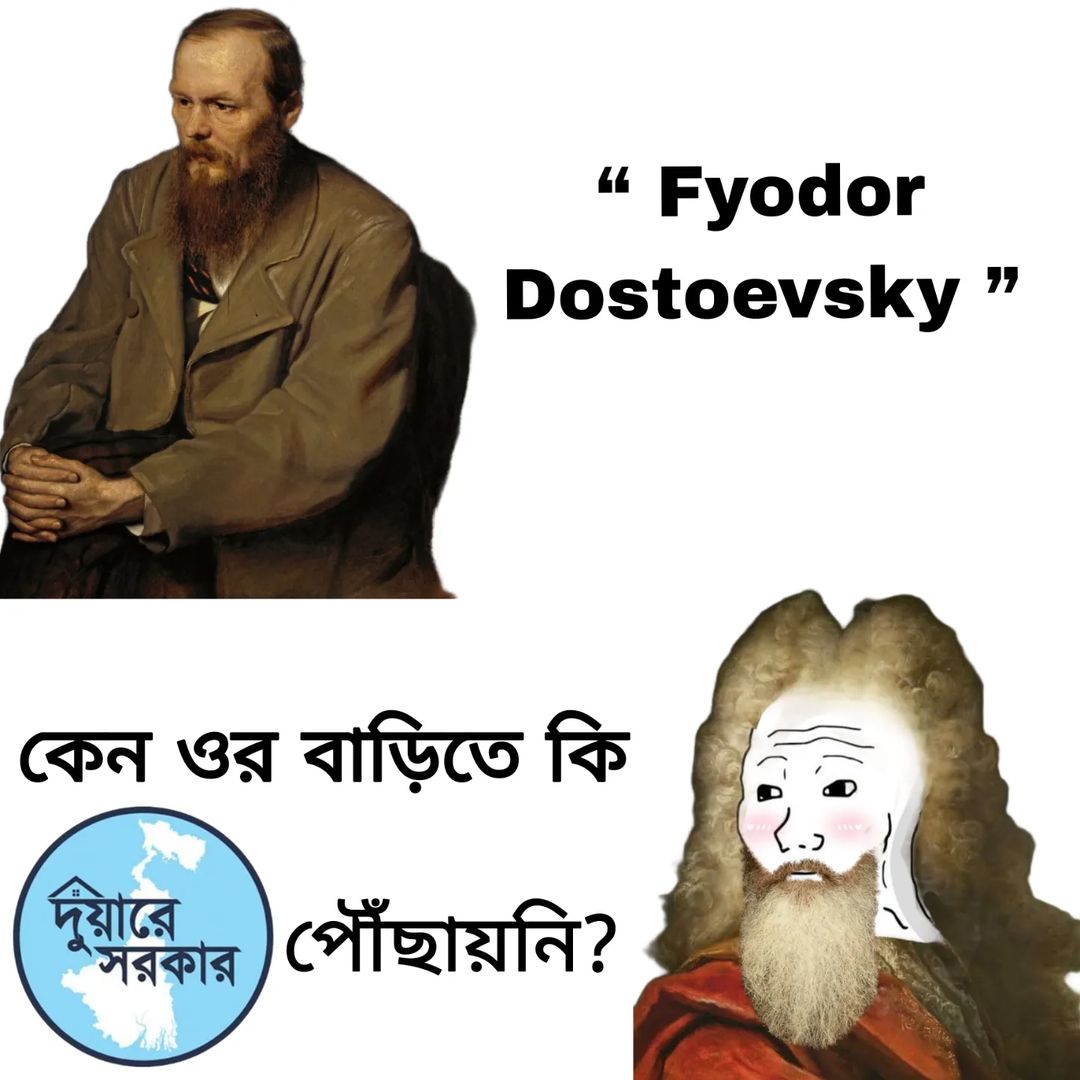 “ Fyodor
Dostoevsky ”
কেন ওর বাড়িতে কি
দুঁয়ারে
সরকার
পৌঁছায়নি?